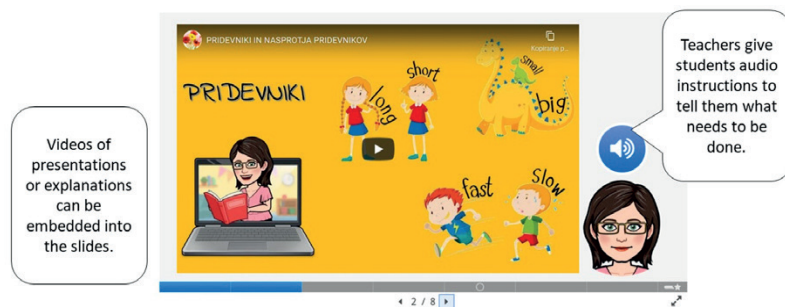 Videos of
presentations
or explanations
can be
embedded into
the slides.
PRIDEVNIKI IN NASPROTJA PRIDEVNIKOV
Kopiranje p...
PRIDEVNIKI
long
short
small
big
fast
slow
Teachers give
students audio
instructions to
tell them what
needs to be
done.
2 / 8